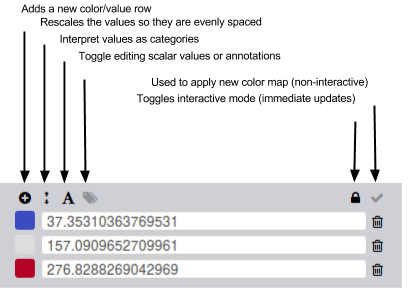 Adds a new color/value row
Rescales the values so they are evenly spaced
Interpret values as categories
Toggle editing scalar values or annotations
Used to apply new color map (non-interactive)
Toggles interactive mode (immediate updates)
A
37.35310363769531
157.0909652709961
276.8288269042969